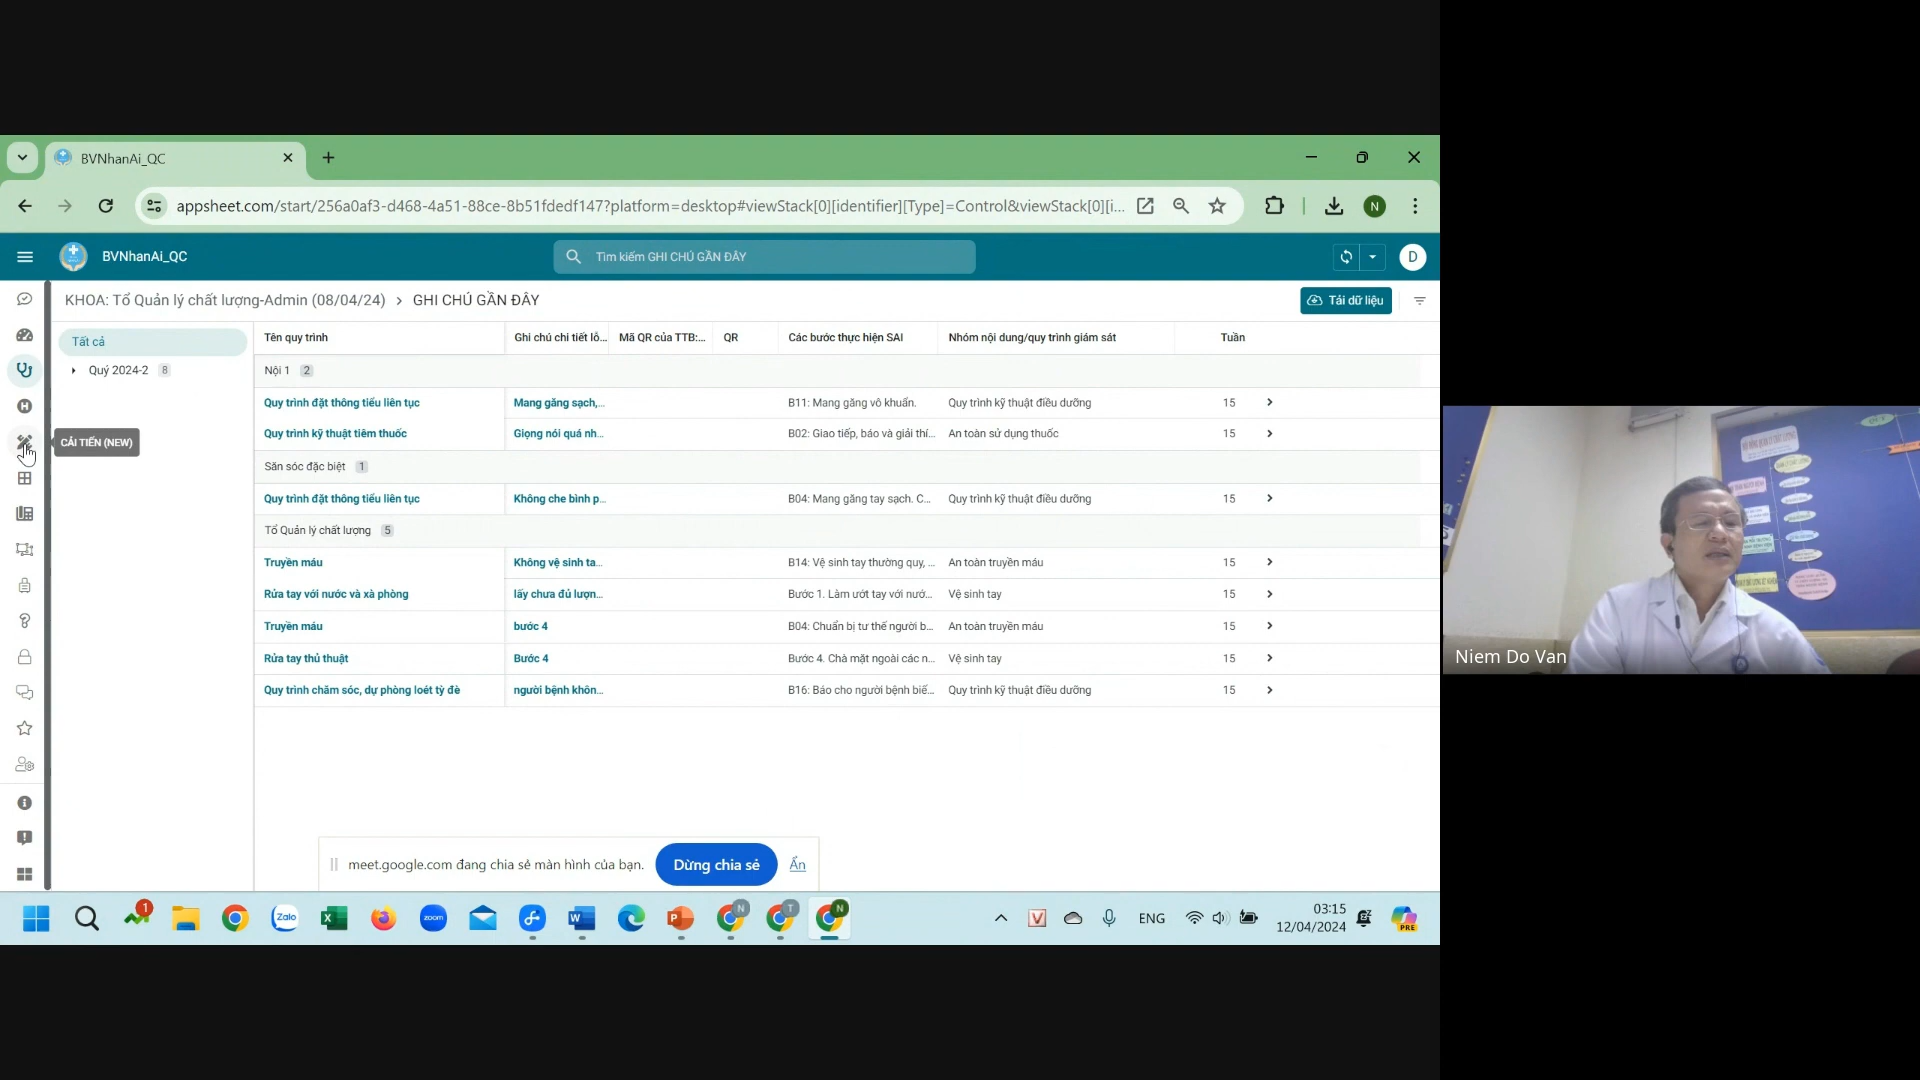 BVNhanAi_QC
appsheet.com/start/256a0af3-d468-4a51-88ce-8b51fdedf147?platform=desktop#viewStack[0][identifier][Type]=Control&viewStack[0][i...
N
BVNhanAi_QC
Tìm kiếm GHI CHÚ GẦN ĐÂY
D
KHOA: Tổ Quản lý chất lượng-Admin (08/04/24) > GHI CHÚ GẦN ĐÂY
Tải dữ liệu
Tất cả
Quý 2024-2 8
CẢI TIẾN (NEW)
Tên quy trình Ghi chú chi tiết lỗ... Mã QR của TTB:... QR Các bước thực hiện SAI Nhóm nội dung/quy trình giám sát Tuần
Nội 1 2
Quy trình đặt thông tiểu liên tục Mang găng sạch,... B11: Mang găng vô khuẩn. Quy trình kỹ thuật điều dưỡng 15
Quy trình kỹ thuật tiêm thuốc Giọng nói quá nh... B02: Giao tiếp, báo và giải thí... An toàn sử dụng thuốc 15
Săn sóc đặc biệt 1
Quy trình đặt thông tiểu liên tục Không che bình p... B04: Mang găng tay sạch. C... Quy trình kỹ thuật điều dưỡng 15
Tổ Quản lý chất lượng 5
Truyền máu Không vệ sinh ta... B14: Vệ sinh tay thường quy, ... An toàn truyền máu 15
Rửa tay với nước và xà phòng lấy chưa đủ lượn... Bước 1. Làm ướt tay với nướ... Vệ sinh tay 15
Truyền máu bước 4 B04: Chuẩn bị tư thế người b... An toàn truyền máu 15
Rửa tay thủ thuật Bước 4 Bước 4. Chà mặt ngoài các n... Vệ sinh tay 15
Quy trình chăm sóc, dự phòng loét tỳ đè người bệnh khôn... B16: Báo cho người bệnh biế... Quy trình kỹ thuật điều dưỡng 15
meet.google.com đang chia sẻ màn hình của bạn. Dừng chia sẻ Ẩn
1
Zalo
zoom
N
T
N
ENG
03:15
12/04/2024
PRE
Niem Do Van